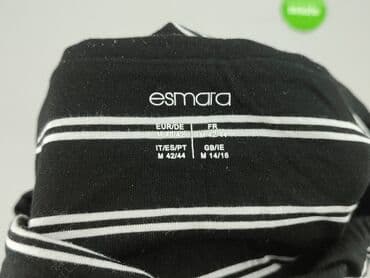 esmara
EUR/DE FR
IT/ES/PT GB/IE
M 42/44 M 14/16